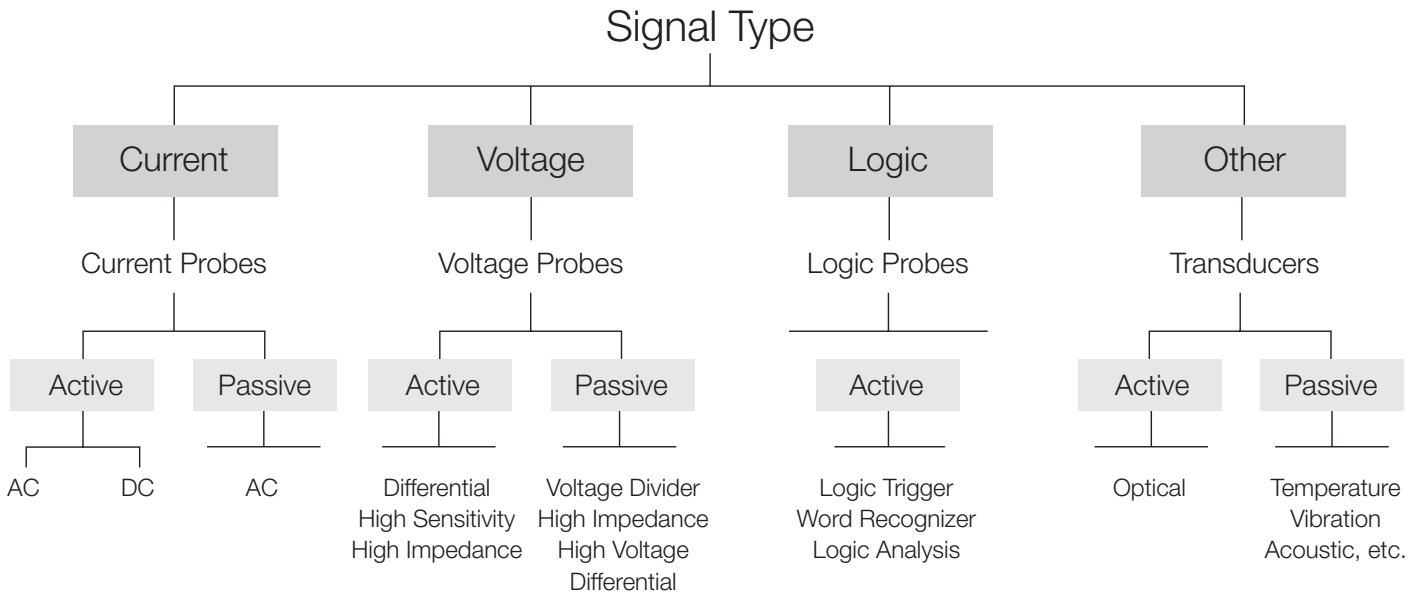 Signal Type
Current
Voltage
Logic
Other
Current Probes
Voltage Probes
Logic Probes
Transducers
Active
Passive
Active
Passive
Active
Active
Passive
AC
DC
AC
Differential
High Sensitivity
High Impedance
Voltage Divider
High Impedance
High Voltage
Differential
Logic Trigger
Word Recognizer
Logic Analysis
Optical
Temperature
Vibration
Acoustic, etc.